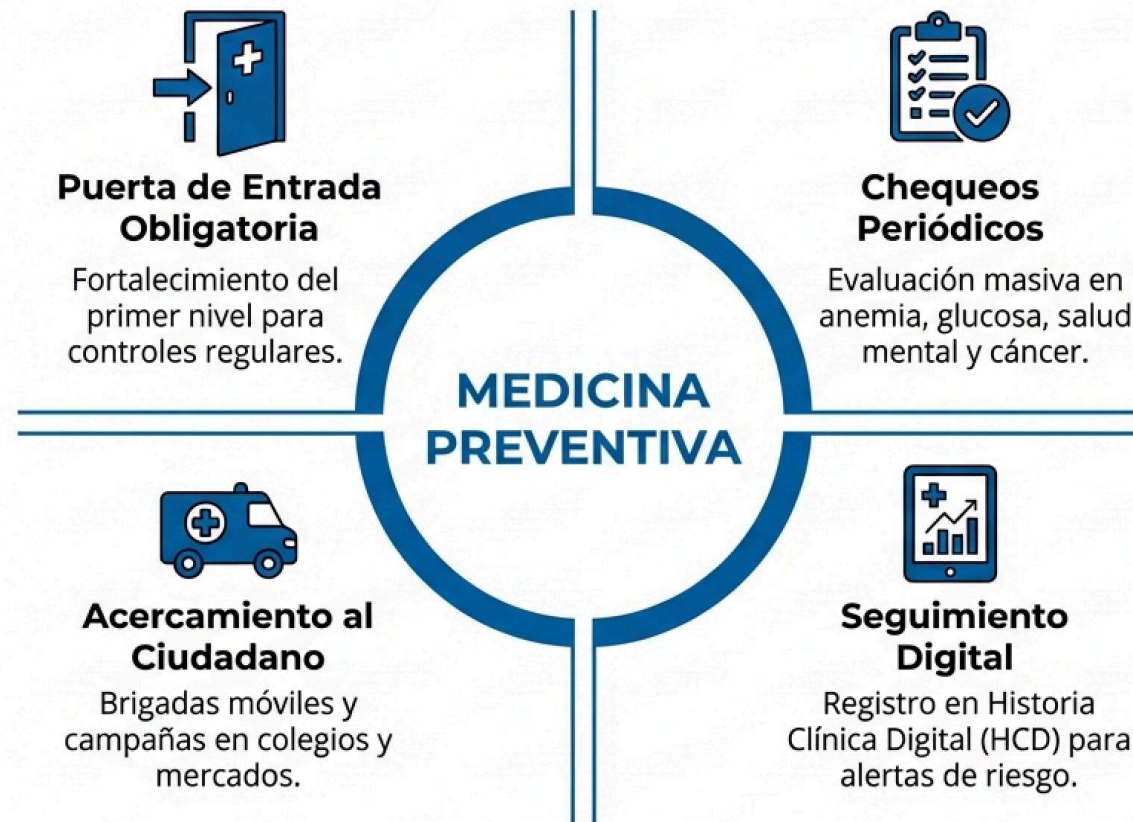 Puerta de Entrada
Obligatoria
Fortalecimiento del
primer nivel para
controles regulares.
Chequeos
Periódicos
Evaluación masiva en
anemia, glucosa, salud
mental y cáncer.
MEDICINA
PREVENTIVA
Acercamiento al
Ciudadano
Brigadas móviles y
campañas en colegios y
mercados.
Seguimiento
Digital
Registro en Historia
Clínica Digital (HCD) para
alertas de riesgo.